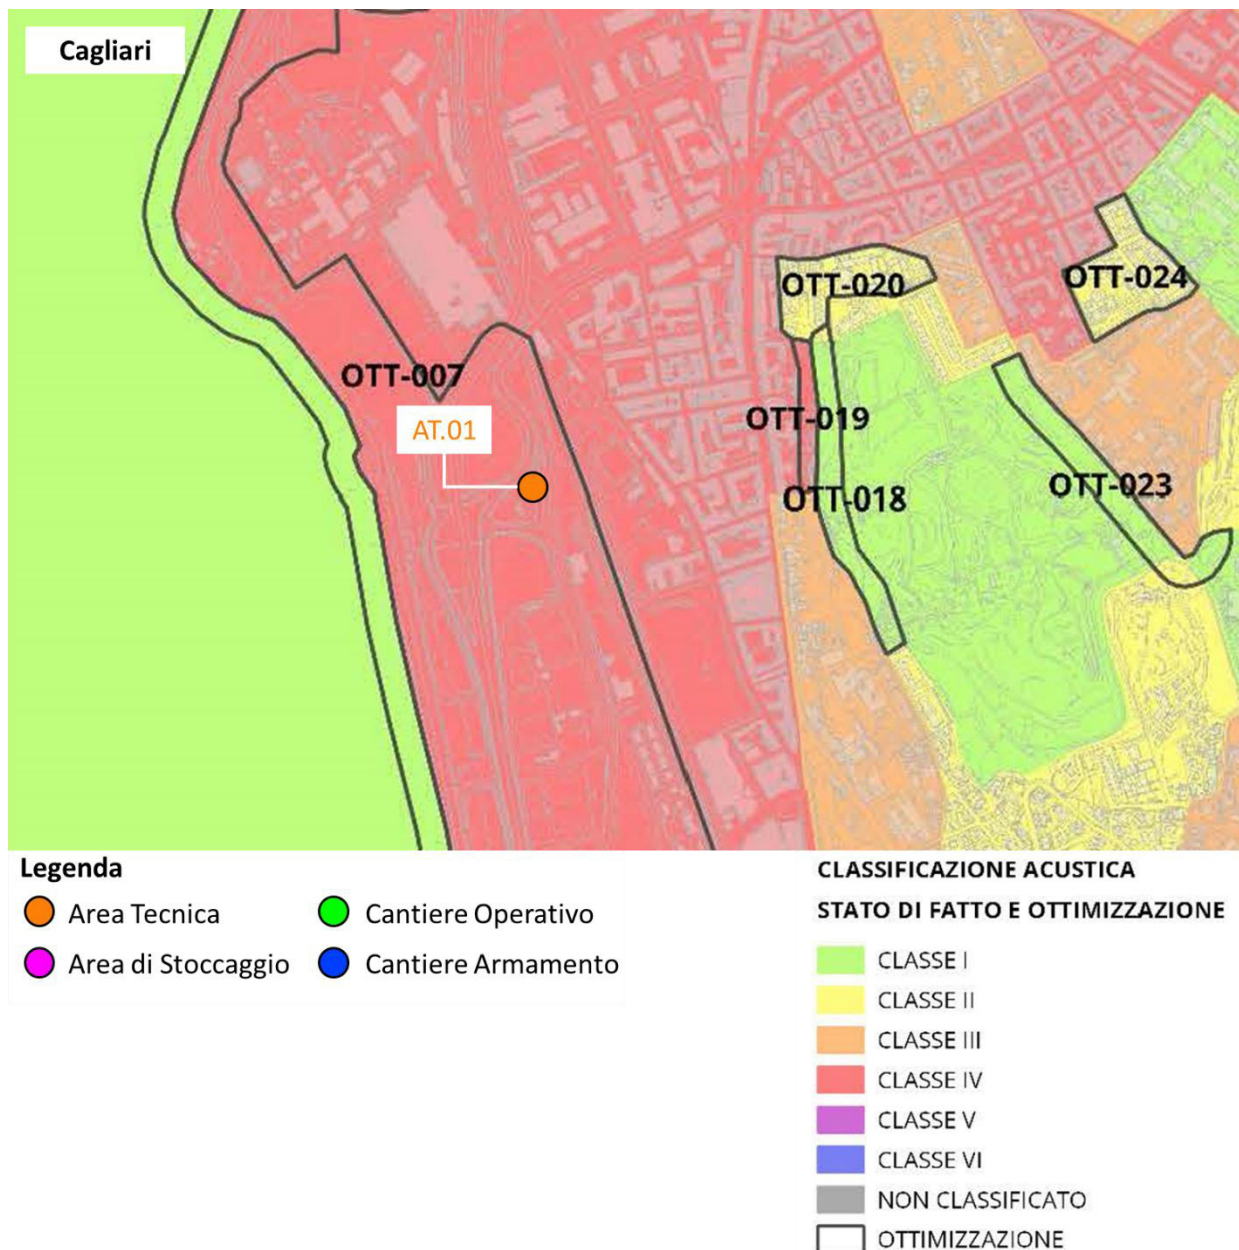 Cagliari
OTT-020
OTT-024
OTT-007
OTT-019
AT.01
OTT-018
OTT-023
Legenda
Area Tecnica
Cantiere Operativo
Area di Stoccaggio
Cantiere Armamento
CLASSIFICAZIONE ACUSTICA
STATO DI FATTO E OTTIMIZZAZIONE
CLASSE I
CLASSE II
CLASSE III
CLASSE IV
CLASSE V
CLASSE VI
NON CLASSIFICATO
OTTIMIZZAZIONE